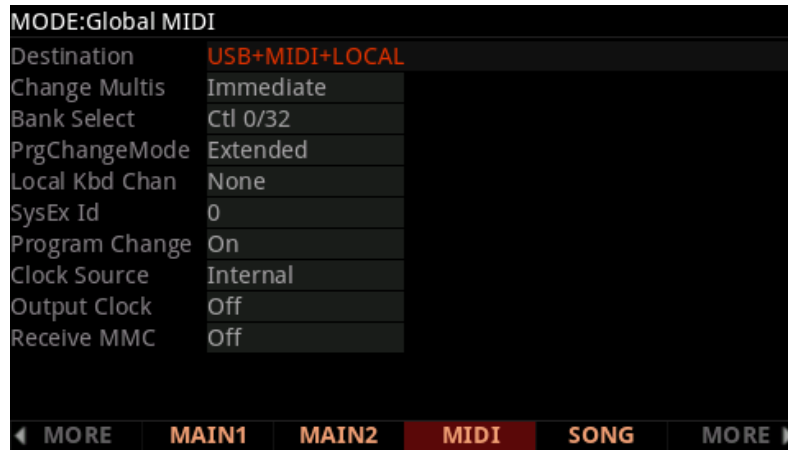 MODE:Global MIDI
Destination USB+MIDI+LOCAL
Change Multis Immediate
Bank Select Ctl 0/32
PrgChangeMode Extended
Local Kbd Chan None
SysEx Id 0
Program Change On
Clock Source Internal
Output Clock Off
Receive MMC Off
MORE MAIN1 MAIN2 MIDI SONG MORE